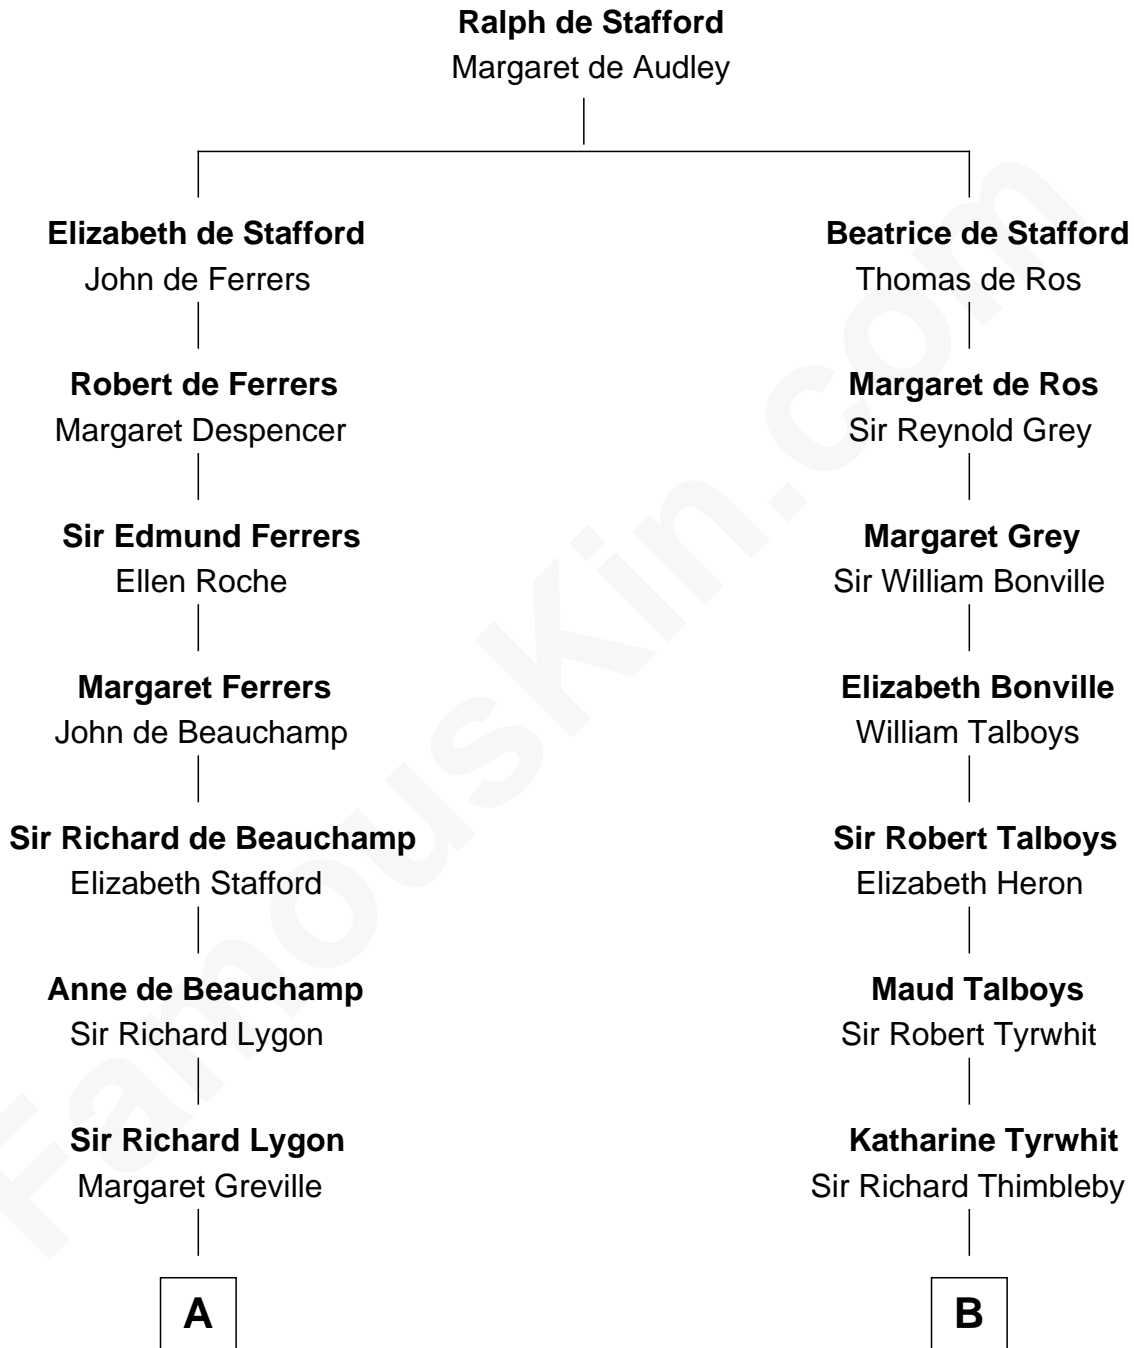 Ralph de Stafford
Margaret de Audley
Elizabeth de Stafford
John de Ferrers
Robert de Ferrers
Margaret Despencer
Sir Edmund Ferrers
Ellen Roche
Margaret Ferrers
John de Beauchamp
Sir Richard de Beauchamp
Elizabeth Stafford
Anne de Beauchamp
Sir Richard Lygon
Sir Richard Lygon
Margaret Greville
A
Beatrice de Stafford
Thomas de Ros
Margaret de Ros
Sir Reynold Grey
Margaret Grey
Sir William Bonville
Elizabeth Bonville
William Talboys
Sir Robert Talboys
Elizabeth Heron
Maud Talboys
Sir Robert Tyrwhit
Katharine Tyrwhit
Sir Richard Thimbleby
B
FamousKin.com